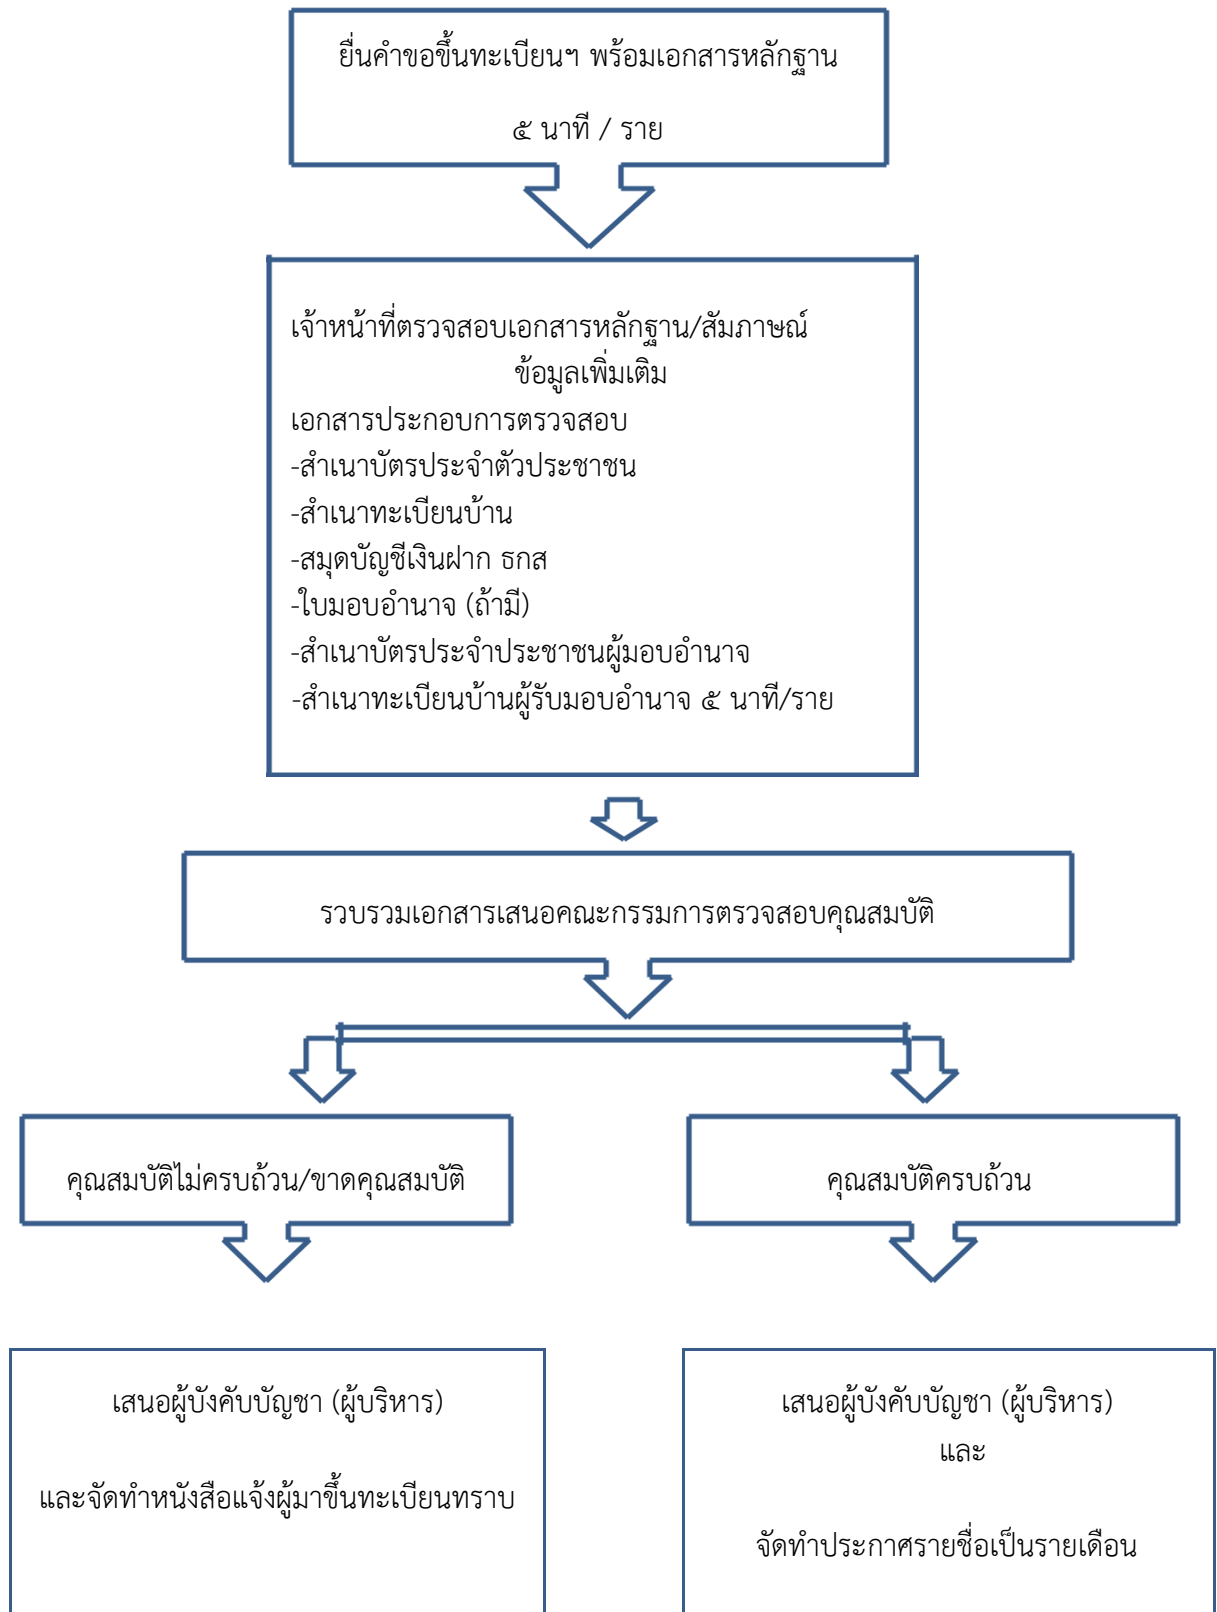 ยื่นคำขอขึ้นทะเบียนฯ พร้อมเอกสารหลักฐาน
๕ นาที / ราย
เจ้าหน้าที่ตรวจสอบเอกสารหลักฐาน/สัมภาษณ์
ข้อมูลเพิ่มเติม
เอกสารประกอบการตรวจสอบ
-สำเนาบัตรประจำตัวประชาชน
-สำเนาทะเบียนบ้าน
-สมุดบัญชีเงินฝาก ธกส
-ใบมอบอำนาจ (ถ้ามี)
-สำเนาบัตรประจำประชาชนผู้มอบอำนาจ
-สำเนาทะเบียนบ้านผู้รับมอบอำนาจ ๕ นาที/ราย
รวบรวมเอกสารเสนอคณะกรรมการตรวจสอบคุณสมบัติ
คุณสมบัติไม่ครบถ้วน/ขาดคุณสมบัติ
คุณสมบัติครบถ้วน
เสนอผู้บังคับบัญชา (ผู้บริหาร)
และจัดทำหนังสือแจ้งผู้มาขึ้นทะเบียนทราบ
เสนอผู้บังคับบัญชา (ผู้บริหาร)
และ
จัดทำประกาศรายชื่อเป็นรายเดือน